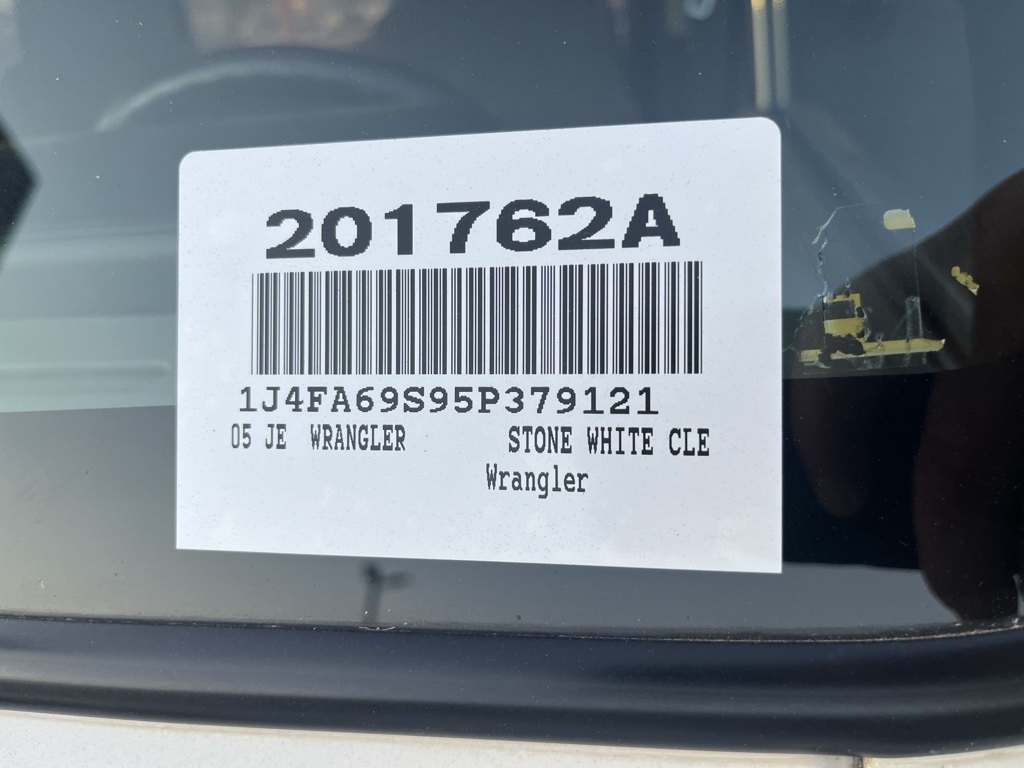 201762A
1J4FA69S95P379121
05 JE WRANGLER STONE WHITE CLE
Wrangler